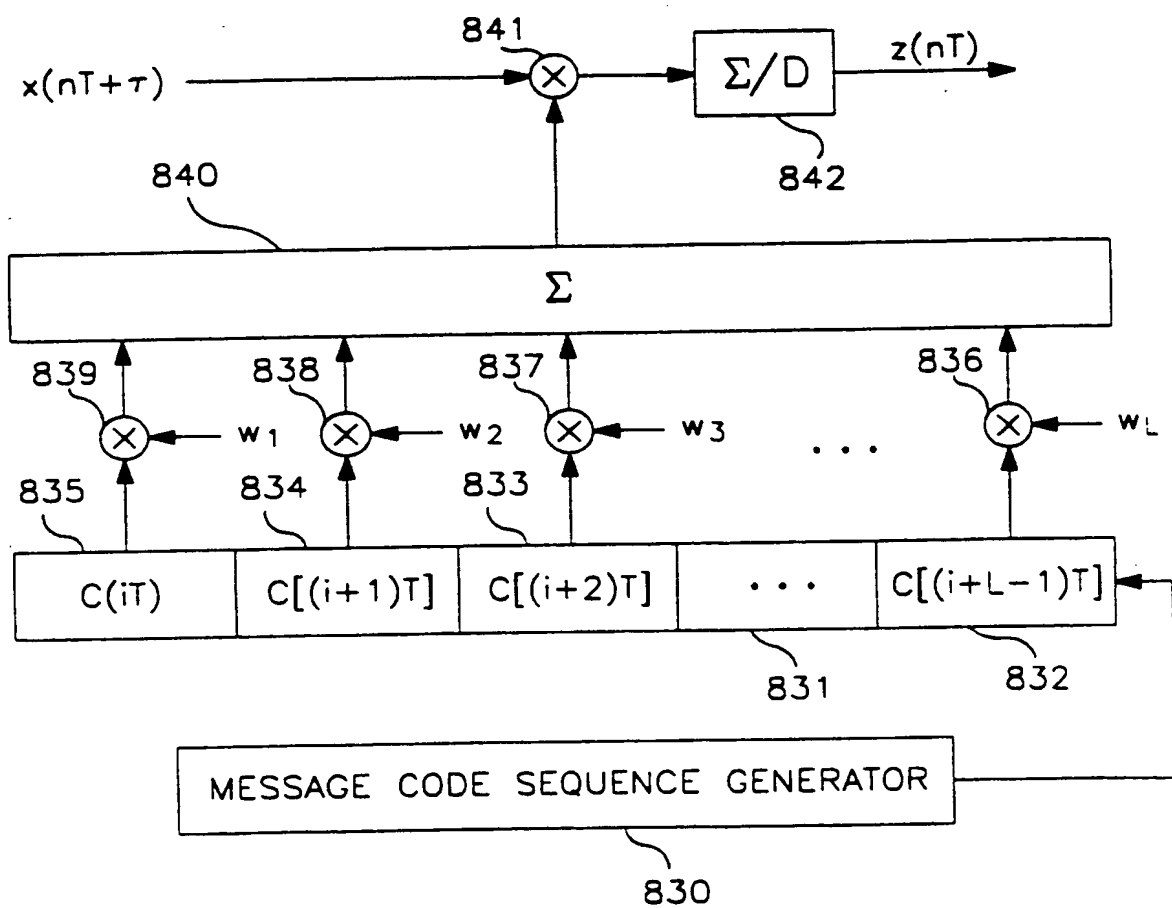 841
x(nT+τ)
Σ/D
z(nT)
842
840
Σ
839
838
837
836
w1
w2
w3
...
wL
835
834
833
C(iT)
C[(i+1)T]
C[(i+2)T]
...
C[(i+L-1)T]
831
832
MESSAGE CODE SEQUENCE GENERATOR
830